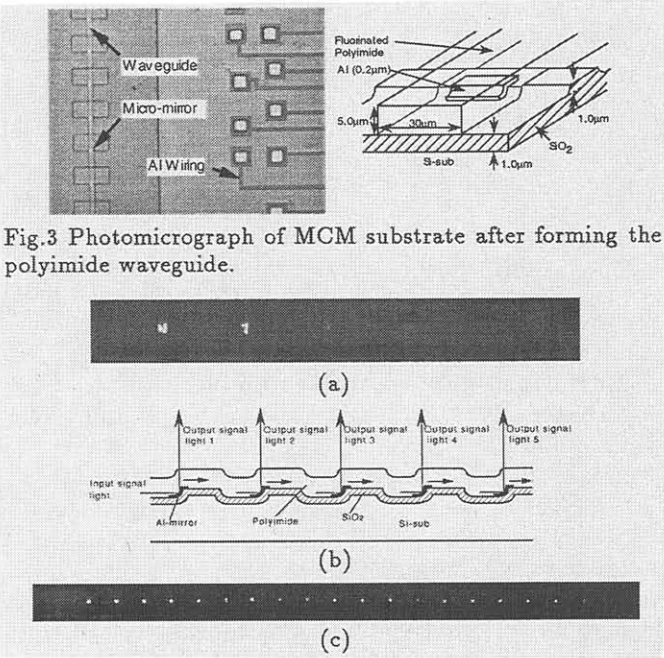 Waveguide
Micro-mirror
Al Wiring
Fluorinated
Polyimide
Al (0.2μm)
5.0μm
30μm
1.0μm
SiO2
Si-sub
1.0μm
Fig.3 Photomicrograph of MCM substrate after forming the
polyimide waveguide.
(a)
Output signal
light 1
Output signal
light 2
Output signal
light 3
Output signal
light 4
Output signal
light 5
Input signal
light
Al-mirror
Polyimide
SiO2
Si-sub
(b)
(c)